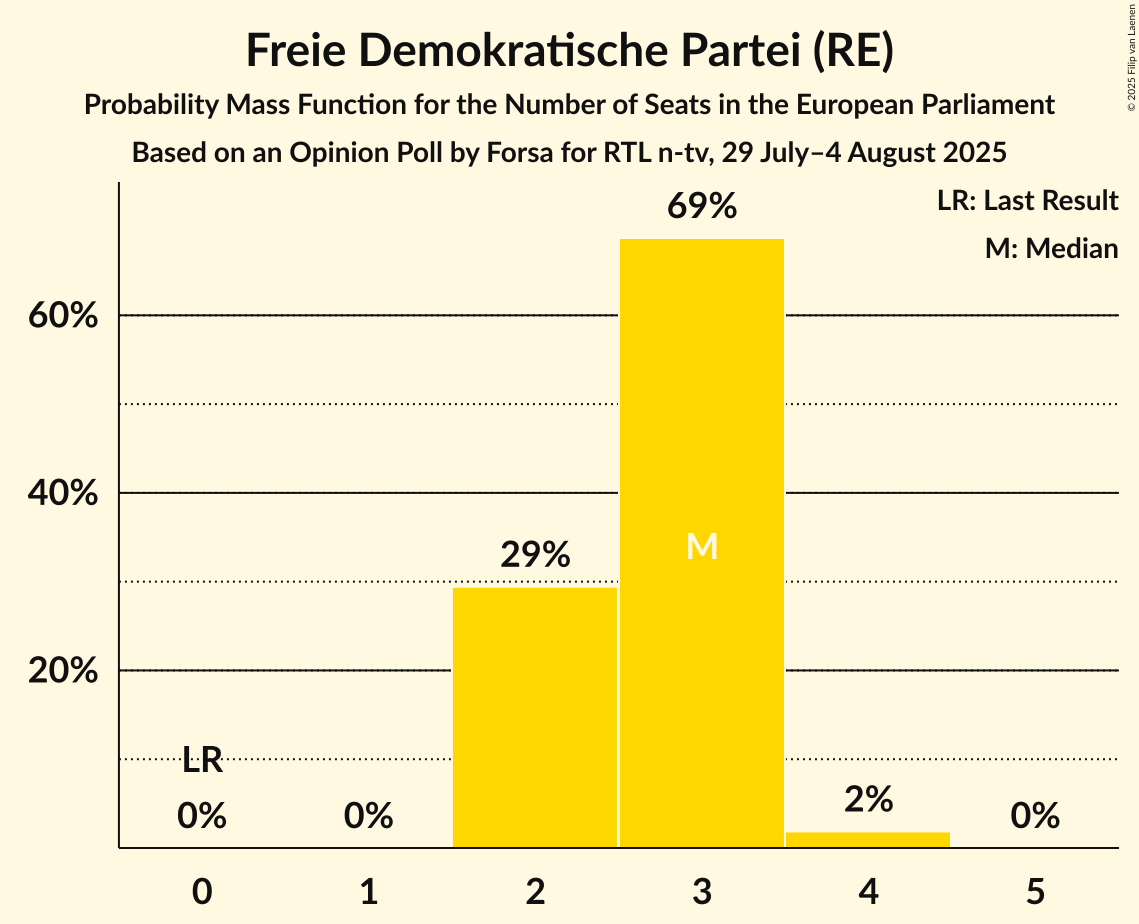 Freie Demokratische Partei (RE)
Probability Mass Function for the Number of Seats in the European Parliament
Based on an Opinion Poll by Forsa for RTL n-tv, 29 July–4 August 2025
© 2025 Filip van Laenen
LR: Last Result
M: Median
69%
60%
40%
M
29%
20%
LR
0%
0%
2%
0%
0
1
2
3
4
5